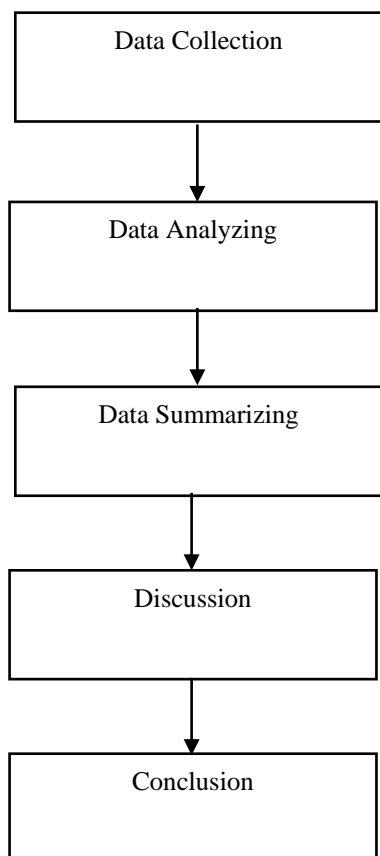 Data Collection
Data Analyzing
Data Summarizing
Discussion
Conclusion